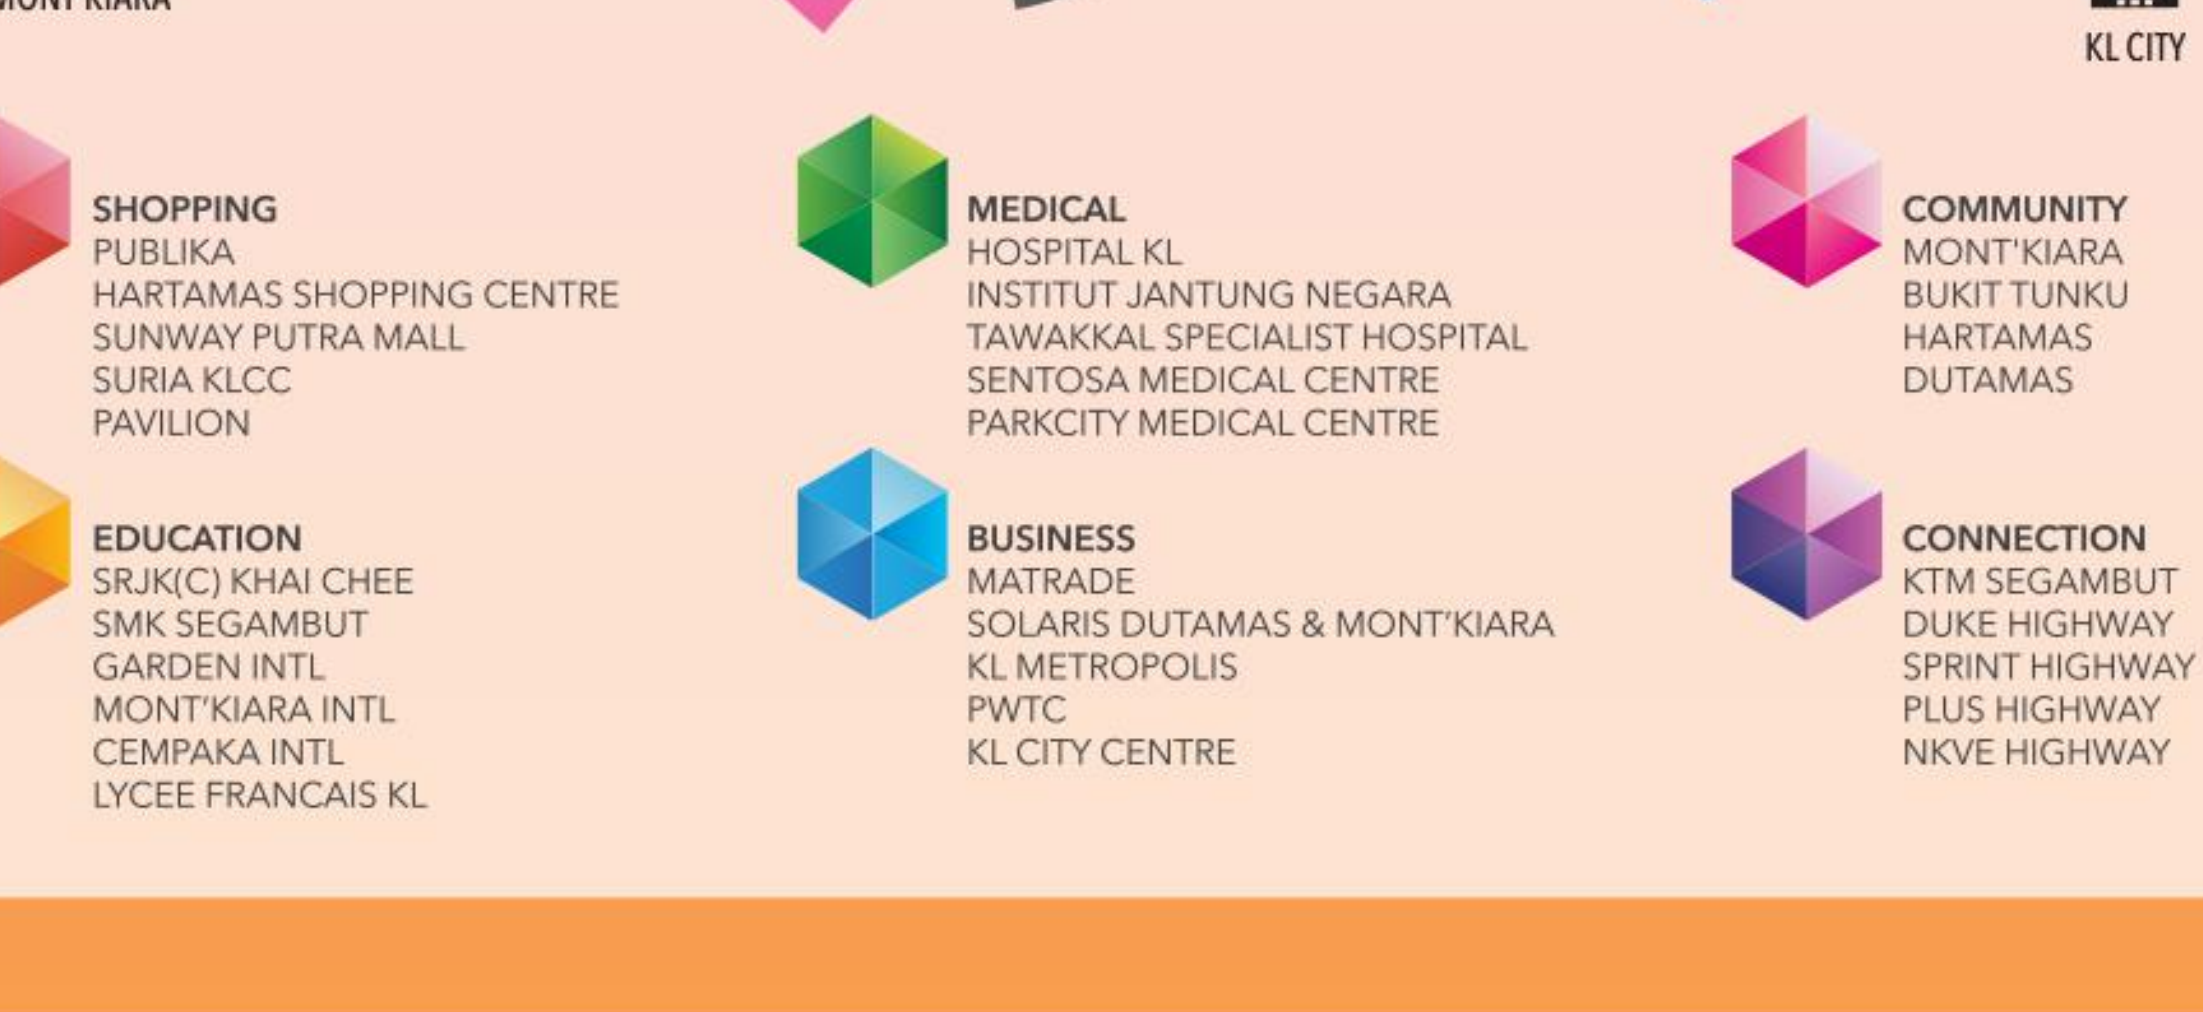 MONT KIARA
KL CITY
SHOPPING
PUBLIKA
HARTAMAS SHOPPING CENTRE
SUNWAY PUTRA MALL
SURIA KLCC
PAVILION
MEDICAL
HOSPITAL KL
INSTITUT JANTUNG NEGARA
TAWAKKAL SPECIALIST HOSPITAL
SENTOSA MEDICAL CENTRE
PARKCITY MEDICAL CENTRE
COMMUNITY
MONT'KIARA
BUKIT TUNKU
HARTAMAS
DUTAMAS
EDUCATION
SRJK(C) KHAI CHEE
SMK SEGAMBUT
GARDEN INTL
MONT’KIARA INTL
CEMPAKA INTL
LYCEE FRANCAIS KL
BUSINESS
MATRADE
SOLARIS DUTAMAS & MONT’KIARA
KL METROPOLIS
PWTC
KL CITY CENTRE
CONNECTION
KTM SEGAMBUT
DUKE HIGHWAY
SPRINT HIGHWAY
PLUS HIGHWAY
NKVE HIGHWAY